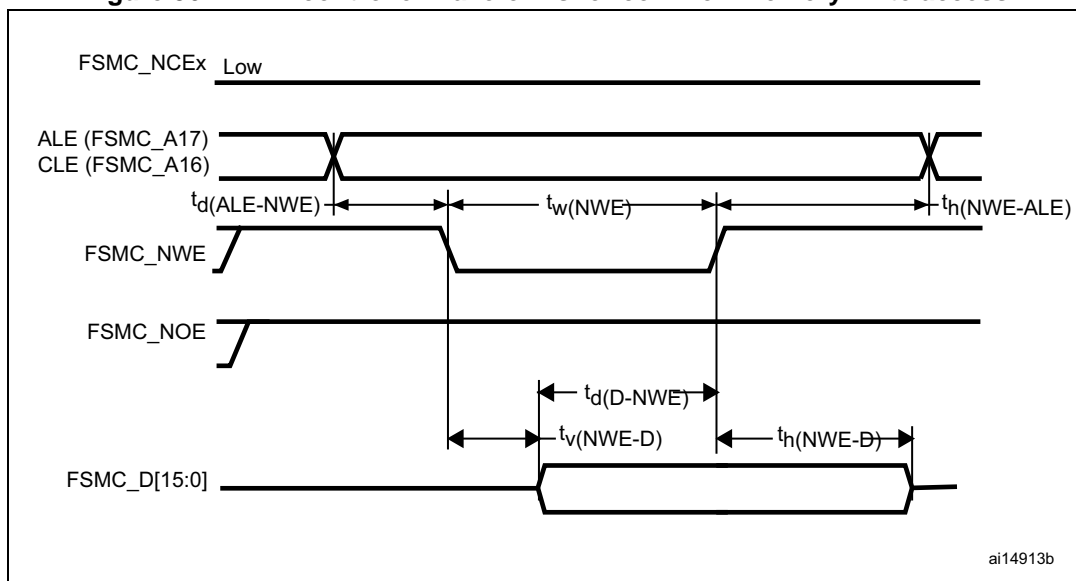 FSMC_NCEx Low
ALE (FSMC_A17)
CLE (FSMC_A16)
td(ALE-NWE) tw(NWE) th(NWE-ALE)
FSMC_NWE
FSMC_NOE
td(D-NWE)
tv(NWE-D) th(NWE-D)
FSMC_D[15:0]
ai14913b